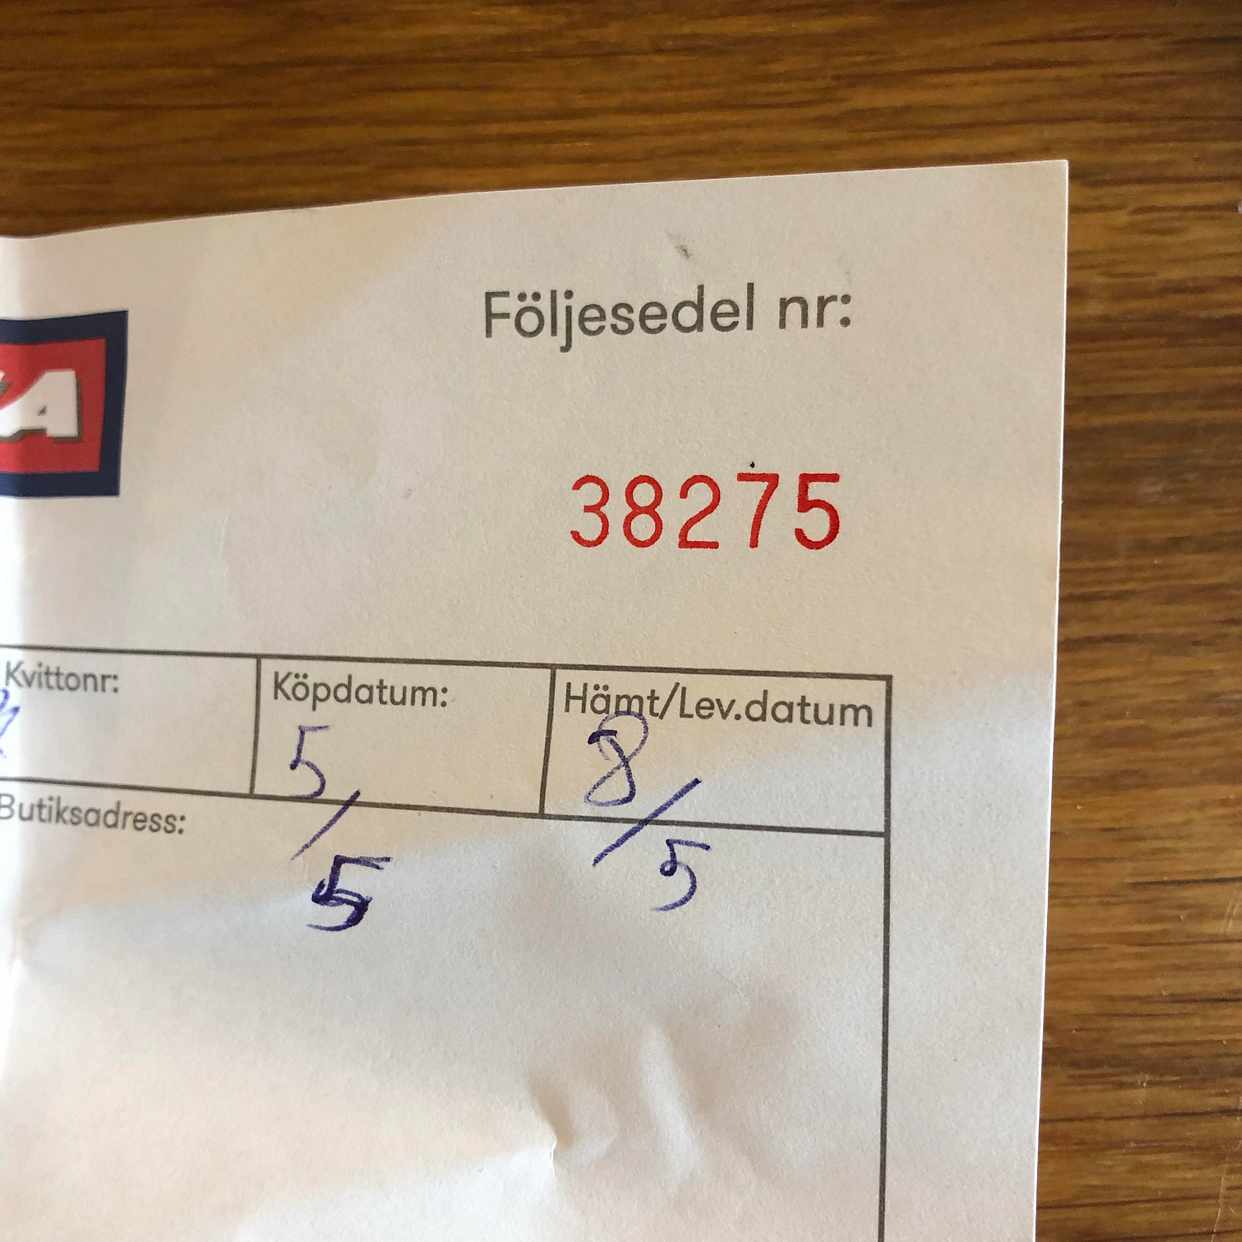 Följesedel nr:
38275
Kvittonr: Köpdatum: Hämt/Lev.datum
5/5 8/5
Butiksadress: